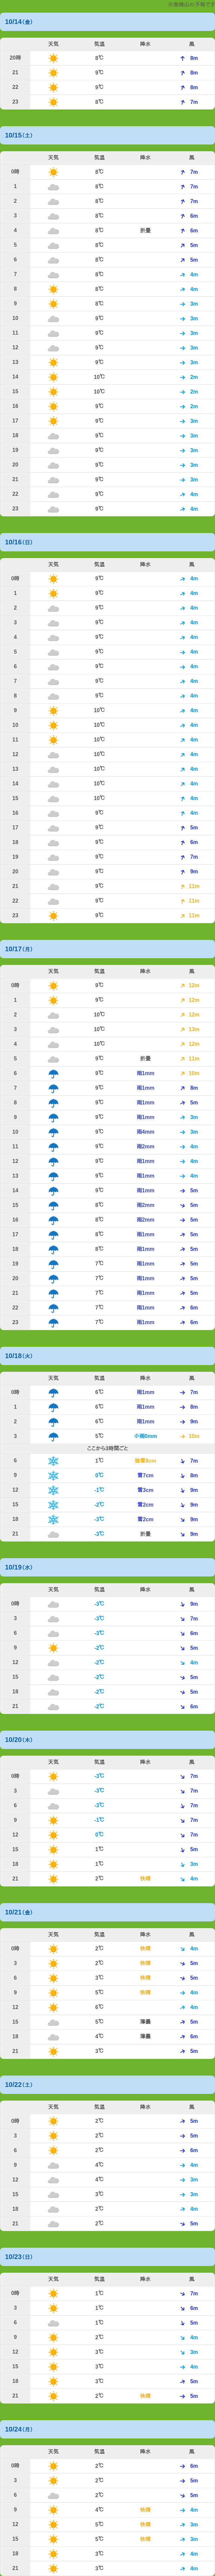 10/14(金)
天気 気温 降水 風
20時 8℃ 8m
21 9℃ 8m
22 9℃ 8m
23 8℃ 7m
10/15(土)
天気 気温 降水 風
0時 8℃ 7m
1 8℃ 7m
2 8℃ 7m
3 8℃ 6m
4 8℃ 折曇 6m
5 8℃ 5m
6 8℃ 5m
7 8℃ 4m
8 8℃ 4m
9 8℃ 3m
10 9℃ 3m
11 9℃ 3m
12 9℃ 3m
13 9℃ 3m
14 10℃ 2m
15 10℃ 2m
16 9℃ 2m
17 9℃ 3m
18 9℃ 3m
19 9℃ 3m
20 9℃ 3m
21 9℃ 3m
22 9℃ 4m
23 9℃ 4m
10/16(日)
天気 気温 降水 風
0時 9℃ 4m
1 9℃ 4m
2 9℃ 4m
3 9℃ 4m
4 9℃ 4m
5 9℃ 4m
6 9℃ 4m
7 9℃ 4m
8 9℃ 4m
9 10℃ 4m
10 10℃ 4m
11 10℃ 4m
12 10℃ 4m
13 10℃ 4m
14 10℃ 4m
15 10℃ 4m
16 9℃ 4m
17 9℃ 5m
18 9℃ 6m
19 9℃ 7m
20 9℃ 9m
21 9℃ 11m
22 9℃ 11m
23 9℃ 11m
10/17(月)
天気 気温 降水 風
0時 9℃ 12m
1 9℃ 12m
2 10℃ 12m
3 10℃ 13m
4 10℃ 12m
5 9℃ 折曇 11m
6 9℃ 雨1mm 10m
7 9℃ 雨1mm 8m
8 9℃ 雨1mm 5m
9 9℃ 雨1mm 3m
10 9℃ 雨4mm 3m
11 9℃ 雨2mm 4m
12 9℃ 雨1mm 4m
13 9℃ 雨1mm 4m
14 9℃ 雨1mm 5m
15 8℃ 雨2mm 5m
16 8℃ 雨2mm 5m
17 8℃ 雨1mm 5m
18 8℃ 雨1mm 5m
19 7℃ 雨1mm 5m
20 7℃ 雨1mm 5m
21 7℃ 雨1mm 5m
22 7℃ 雨1mm 6m
23 7℃ 雨1mm 6m
10/18(火)
天気 気温 降水 風
0時 6℃ 雨1mm 7m
1 6℃ 雨1mm 8m
2 6℃ 雨1mm 9m
3 5℃ 小雨0mm 10m
ここから3時間ごと
6 1℃ 7m
9 0℃ 雪7cm 8m
12 -1℃ 雪3cm 9m
15 -2℃ 雪2cm 9m
18 -3℃ 雪2cm 9m
21 -3℃ 折曇 9m
10/19(水)
天気 気温 降水 風
0時 -3℃ 9m
3 -3℃ 7m
6 -3℃ 6m
9 -2℃ 5m
12 -2℃ 4m
15 -2℃ 5m
18 -2℃ 5m
21 -2℃ 6m
10/20(木)
天気 気温 降水 風
0時 -3℃ 7m
3 -3℃ 7m
6 -3℃ 7m
9 -1℃ 7m
12 0℃ 7m
15 1℃ 5m
18 1℃ 3m
21 2℃ 快晴 4m
10/21(金)
天気 気温 降水 風
0時 2℃ 快晴 4m
3 2℃ 快晴 5m
6 3℃ 快晴 5m
9 5℃ 快晴 4m
12 6℃ 4m
15 5℃ 薄曇 5m
18 4℃ 薄曇 6m
21 3℃ 5m
10/22(土)
天気 気温 降水 風
0時 2℃ 5m
3 2℃ 5m
6 2℃ 6m
9 4℃ 4m
12 4℃ 3m
15 3℃ 3m
18 2℃ 4m
21 2℃ 5m
10/23(日)
天気 気温 降水 風
0時 1℃ 7m
3 1℃ 6m
6 1℃ 5m
9 2℃ 4m
12 3℃ 3m
15 3℃ 4m
18 3℃ 5m
21 2℃ 快晴 5m
10/24(月)
天気 気温 降水 風
0時 2℃ 6m
3 2℃ 5m
6 2℃ 5m
9 4℃ 快晴 4m
12 5℃ 快晴 3m
15 5℃ 快晴 3m
18 3℃ 4m
21 3℃ 4m